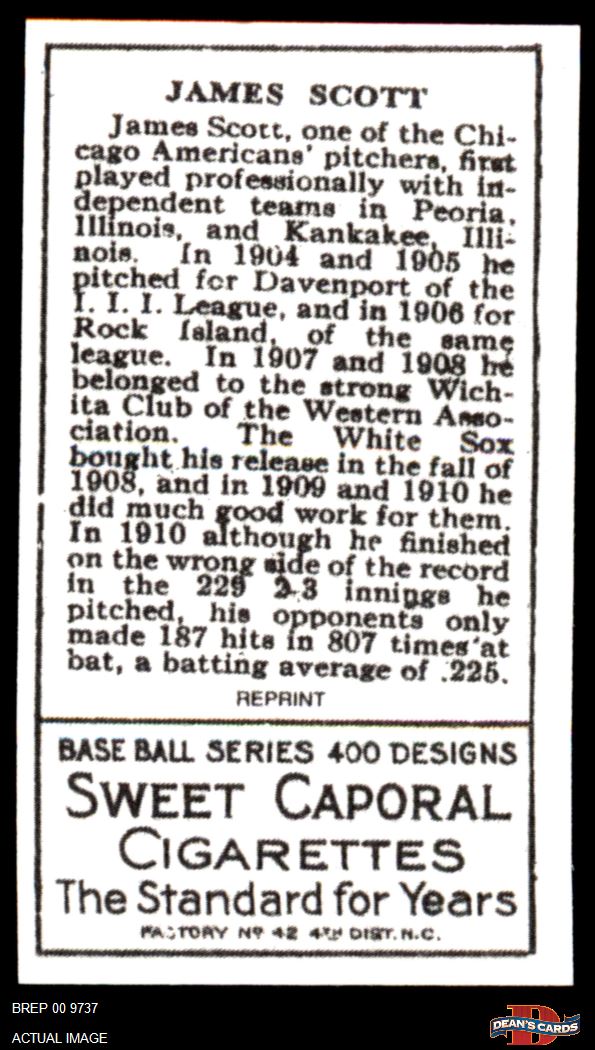 JAMES SCOTT
James Scott, one of the Chi-
cago Americans' pitchers, first
played professionally with in-
dependent teams in Peoria,
Illinois, and Kankakee, Illi-
nois. In 1904 and 1905 he
pitched for Davenport of the
I. I. I. League, and in 1906 for
Rock Island, of the same
league. In 1907 and 1908 he
belonged to the strong Wich-
ita Club of the Western Asso-
ciation. The White Sox
bought his release in the fall of
1908, and in 1909 and 1910 he
did much good work for them.
In 1910 although he finished
on the wrong side of the record
in the 229 2-3 innings he
pitched, his opponents only
made 187 hits in 807 times at
bat, a batting average of .225.
REPRINT
BASE BALL SERIES 400 DESIGNS
SWEET CAPORAL
CIGARETTES
The Standard for Years
FACTORY Nº 42 4TH DIST. N.C.
BREP 00 9737
ACTUAL IMAGE
D
DEAN'S CARDS